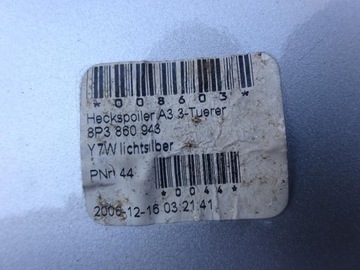 *008603*
Heckspoiler A3 3-Tuerer
8P3 860 943
Y7W lichtsilber
PNr. 44
*0044*
2006-12-16 03:21:41